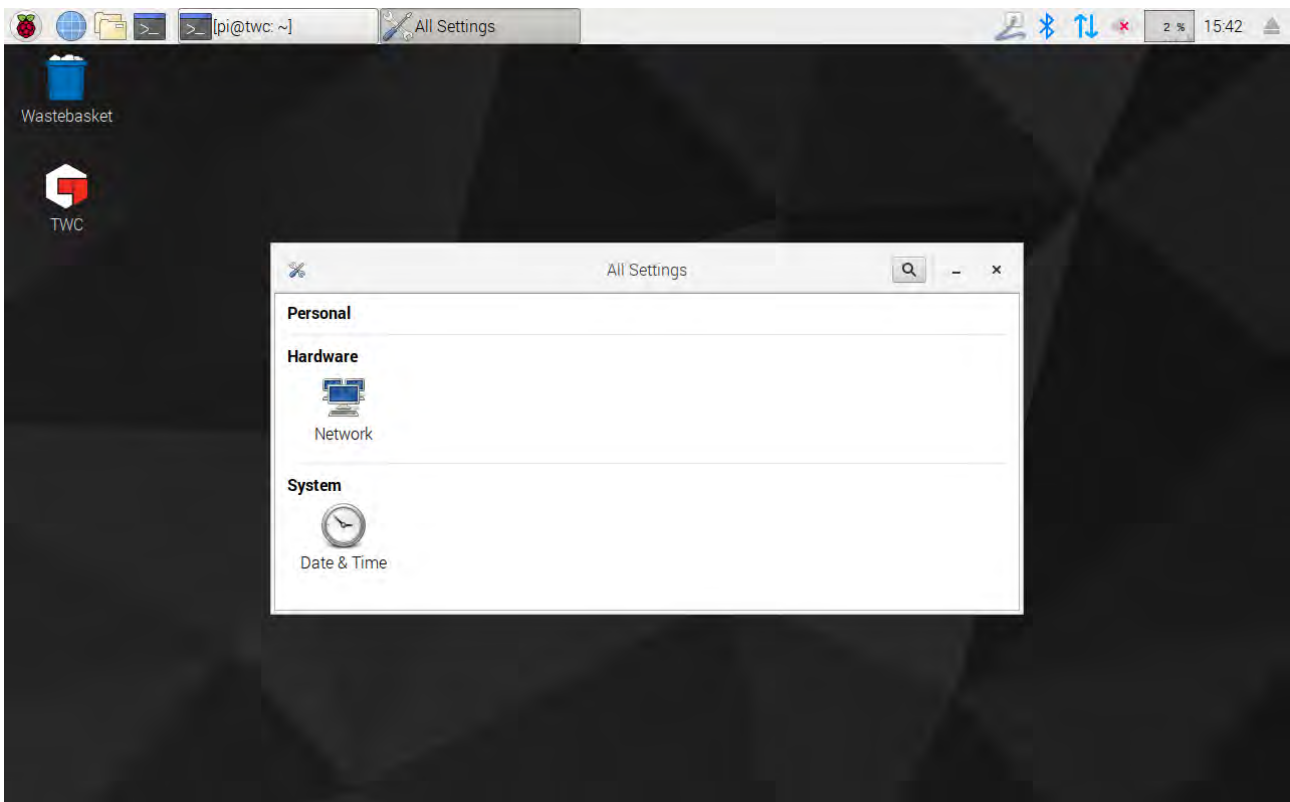 [pi@twc: ~]
All Settings
2 %
15:42
Wastebasket
TWC
All Settings
Personal
Hardware
Network
System
Date & Time